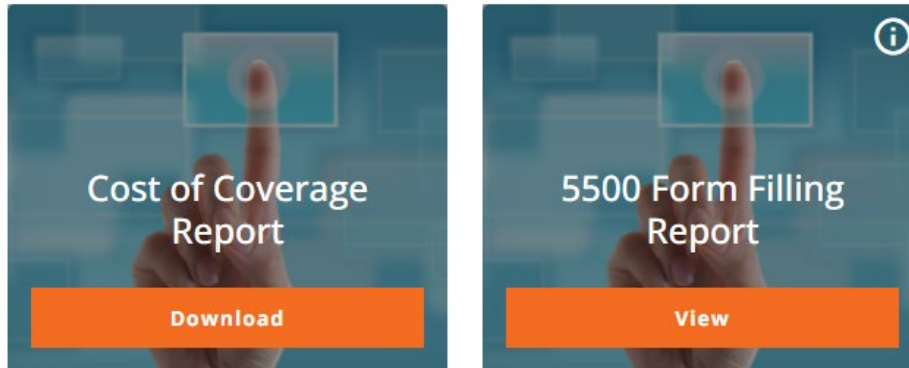 Cost of Coverage
Report
Download
5500 Form Filling
Report
View